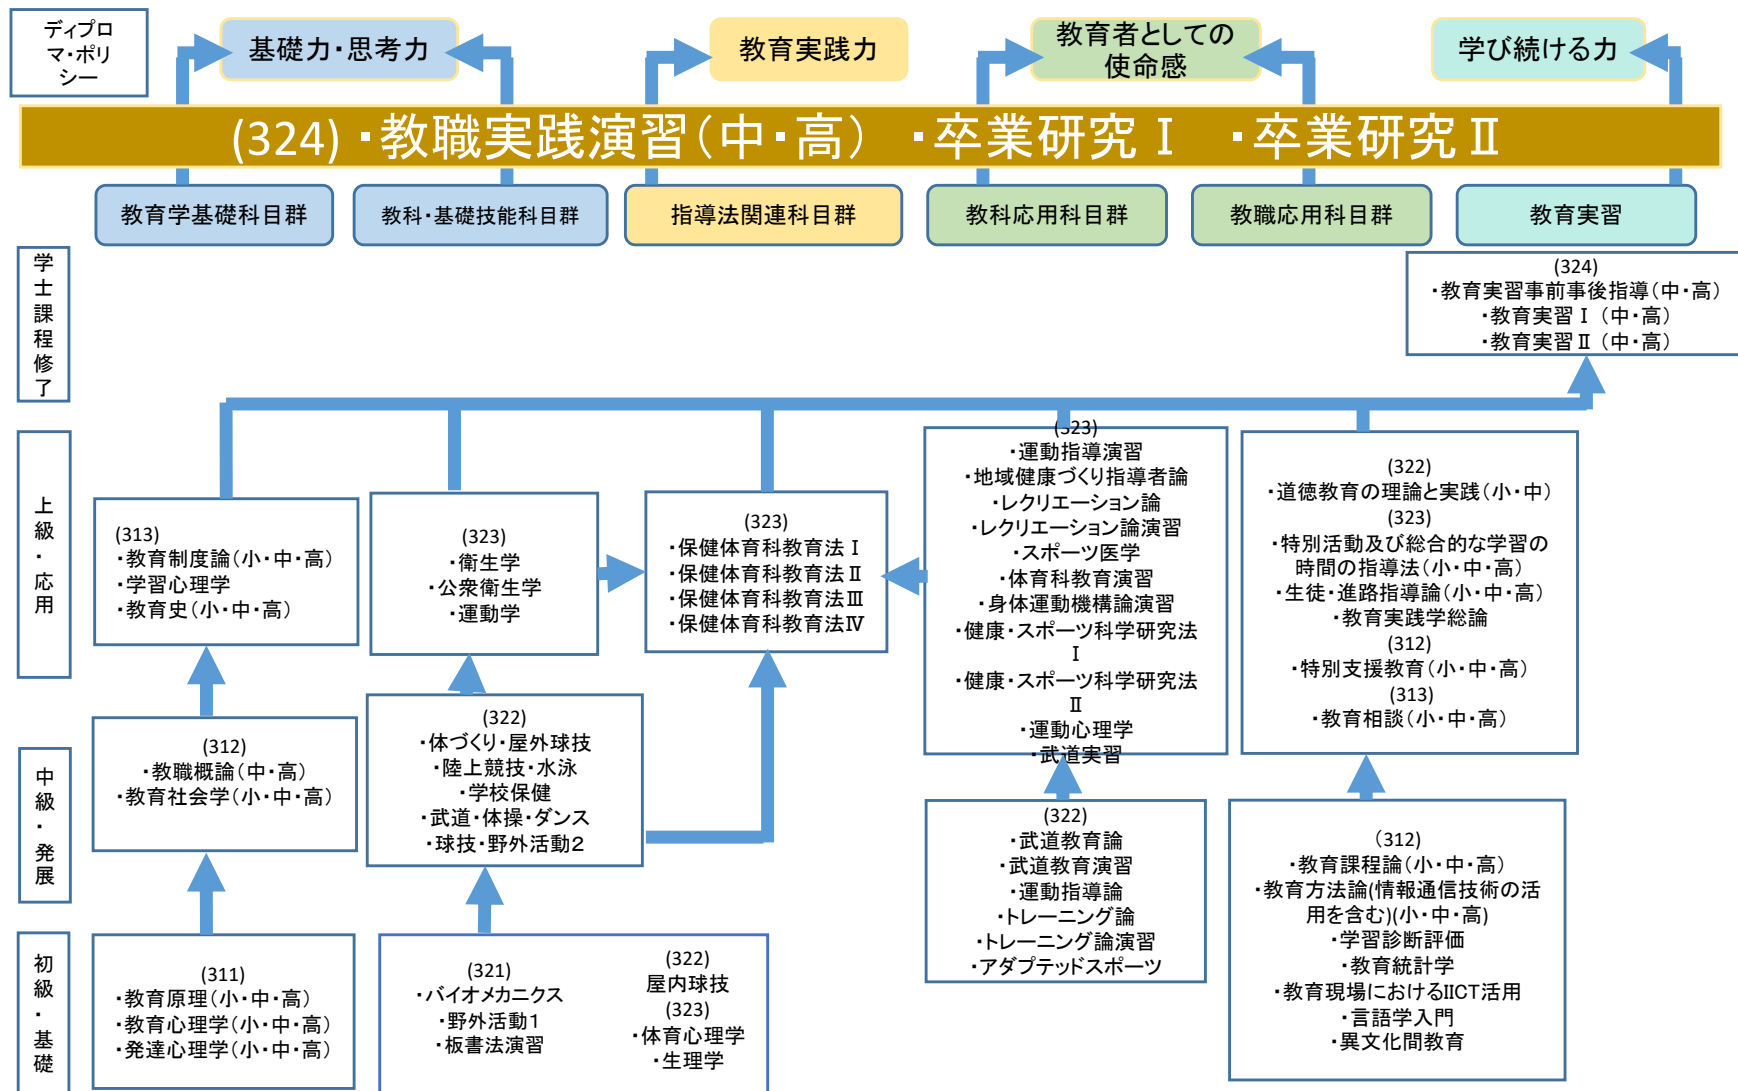 ディプロ
マ・ポリ
シー
基礎力・思考力
教育実践力
教育者としての
使命感
学び続ける力
(324)・教職実践演習(中・高) ・卒業研究Ⅰ ・卒業研究Ⅱ
教育学基礎科目群
教科・基礎技能科目群
指導法関連科目群
教科応用科目群
教職応用科目群
教育実習
学
士
課
程
修
了
(324)
・教育実習事前事後指導(中・高)
・教育実習Ⅰ(中・高)
・教育実習Ⅱ(中・高)
上
級
・
応
用
(313)
・教育制度論(小・中・高)
・学習心理学
・教育史(小・中・高)
(323)
・衛生学
・公衆衛生学
・運動学
(323)
・保健体育科教育法Ⅰ
・保健体育科教育法Ⅱ
・保健体育科教育法Ⅲ
・保健体育科教育法Ⅳ
(323)
・運動指導演習
・地域健康づくり指導者論
・レクリエーション論
・レクリエーション論演習
・スポーツ医学
・体育科教育演習
・身体運動機構論演習
・健康・スポーツ科学研究法
Ⅰ
・健康・スポーツ科学研究法
Ⅱ
・運動心理学
・武道実習
(322)
・道徳教育の理論と実践(小・中)
(323)
・特別活動及び総合的な学習の
時間の指導法(小・中・高)
・生徒・進路指導論(小・中・高)
・教育実践学総論
(312)
・特別支援教育(小・中・高)
(313)
・教育相談(小・中・高)
中
級
・
発
展
(312)
・教職概論(中・高)
・教育社会学(小・中・高)
(322)
・体づくり・屋外球技
・陸上競技・水泳
・学校保健
・武道・体操・ダンス
・球技・野外活動2
(322)
・武道教育論
・武道教育演習
・運動指導論
・トレーニング論
・トレーニング論演習
・アダプテッドスポーツ
(312)
・教育課程論(小・中・高)
・教育方法論(情報通信技術の活
用を含む)(小・中・高)
・学習診断評価
・教育統計学
・教育現場におけるIICT活用
・言語学入門
・異文化間教育
初
級
・
基
礎
(311)
・教育原理(小・中・高)
・教育心理学(小・中・高)
・発達心理学(小・中・高)
(321)
・バイオメカニクス
・野外活動1
・板書法演習
(322)
屋内球技
(323)
・体育心理学
・生理学